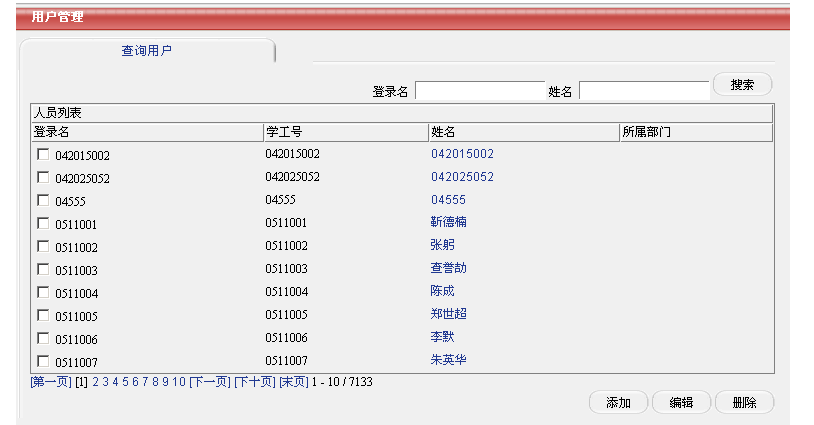 用户管理
查询用户
登录名 姓名 搜索
人员列表
登录名 学工号 姓名 所属部门
042015002 042015002 042015002
042025052 042025052 042025052
04555 04555 04555
0511001 0511001 靳德楠
0511002 0511002 张躬
0511003 0511003 查誉劼
0511004 0511004 陈成
0511005 0511005 郑世超
0511006 0511006 李默
0511007 0511007 朱英华
[第一页] [1] 2 3 4 5 6 7 8 9 10 [下一页] [下十页] [末页] 1 - 10 / 7133
添加 编辑 删除